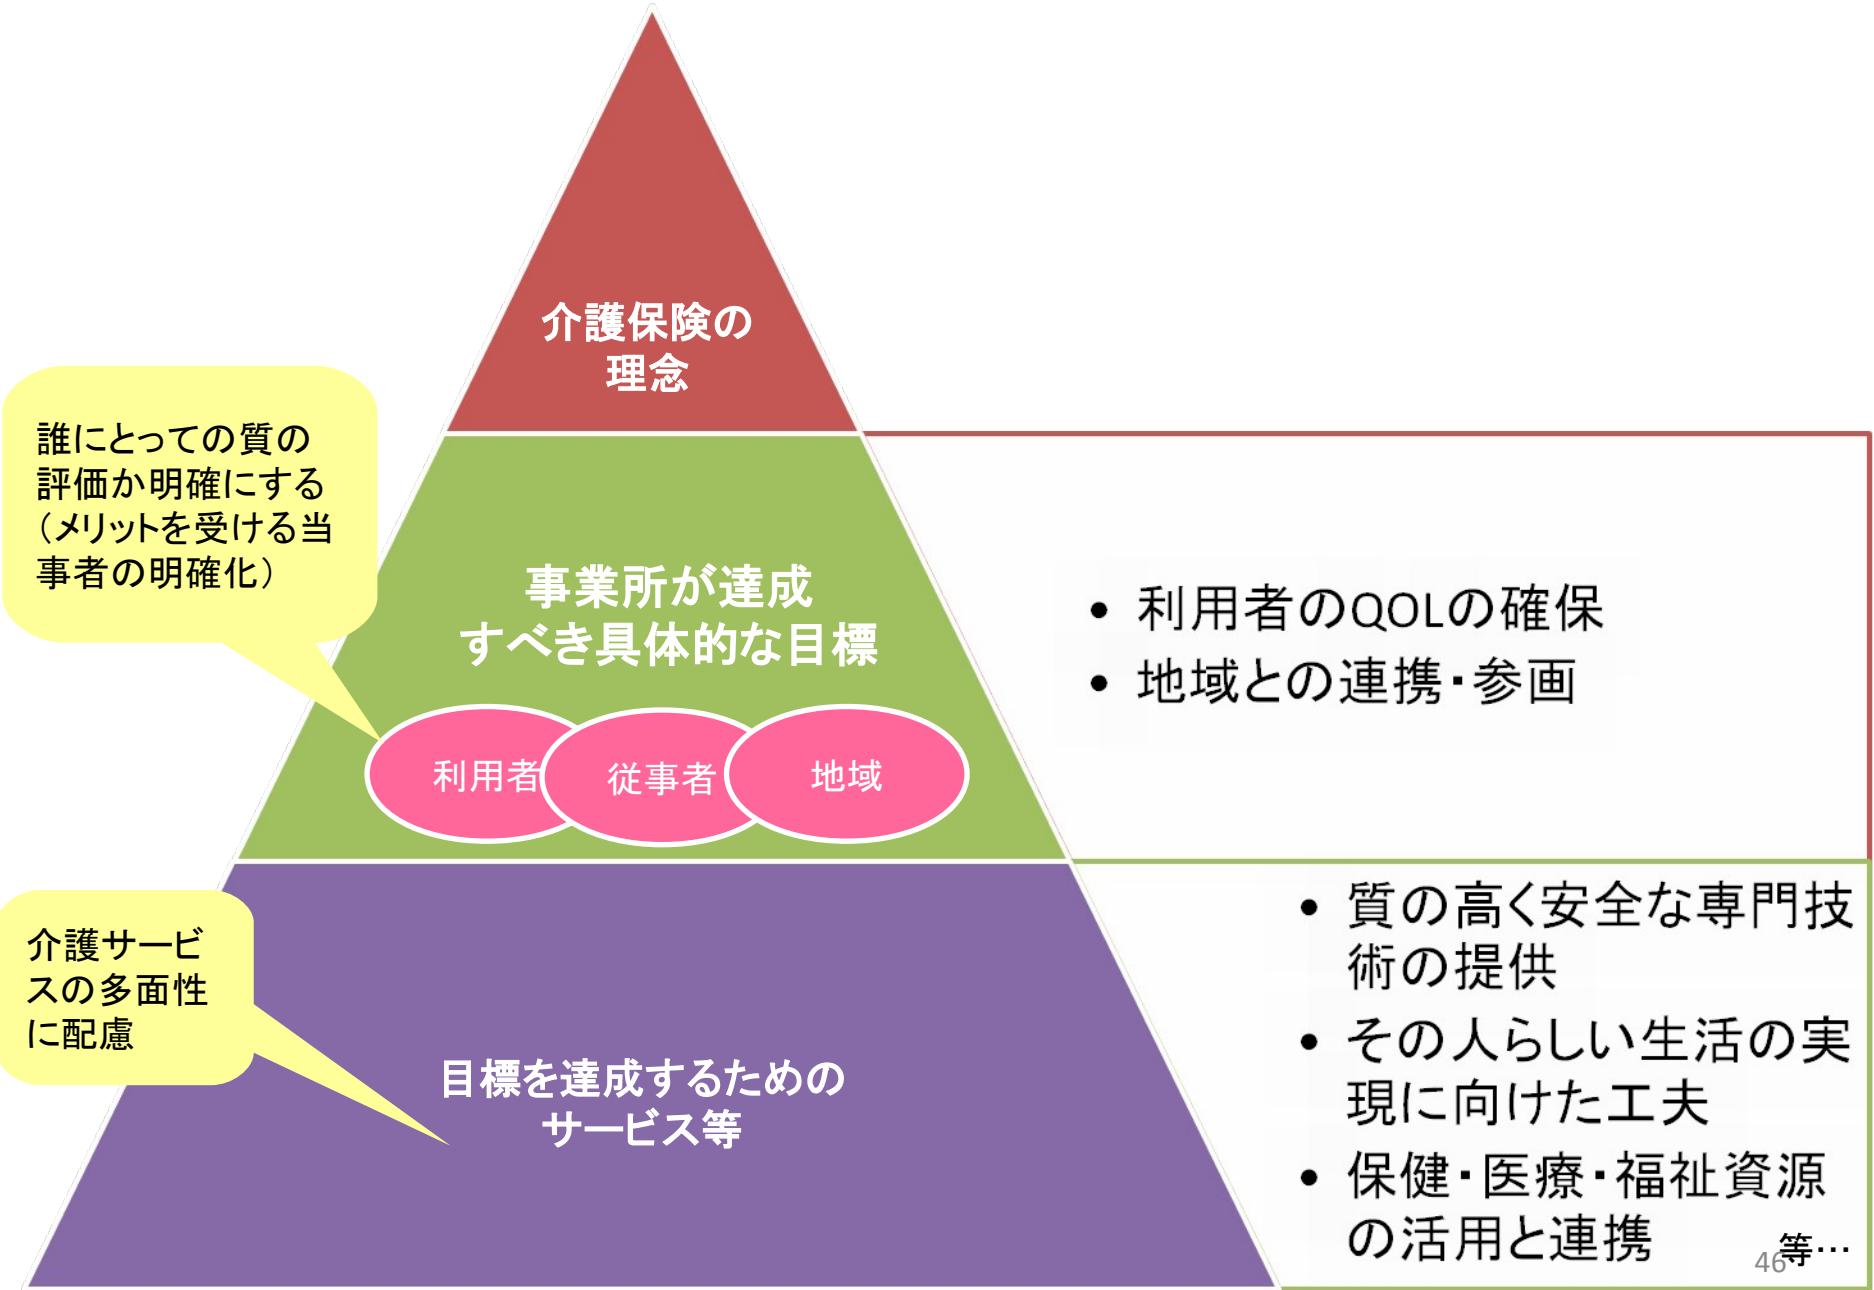 介護保険の
理念
誰にとっての質の
評価か明確にする
（メリットを受ける当
事者の明確化）
事業所が達成
すべき具体的な目標
利用者
従事者
地域
• 利用者のQOLの確保
• 地域との連携・参画
介護サービ
スの多面性
に配慮
目標を達成するための
サービス等
• 質の高く安全な専門技
術の提供
• その人らしい生活の実
現に向けた工夫
• 保健・医療・福祉資源
の活用と連携
等…
46